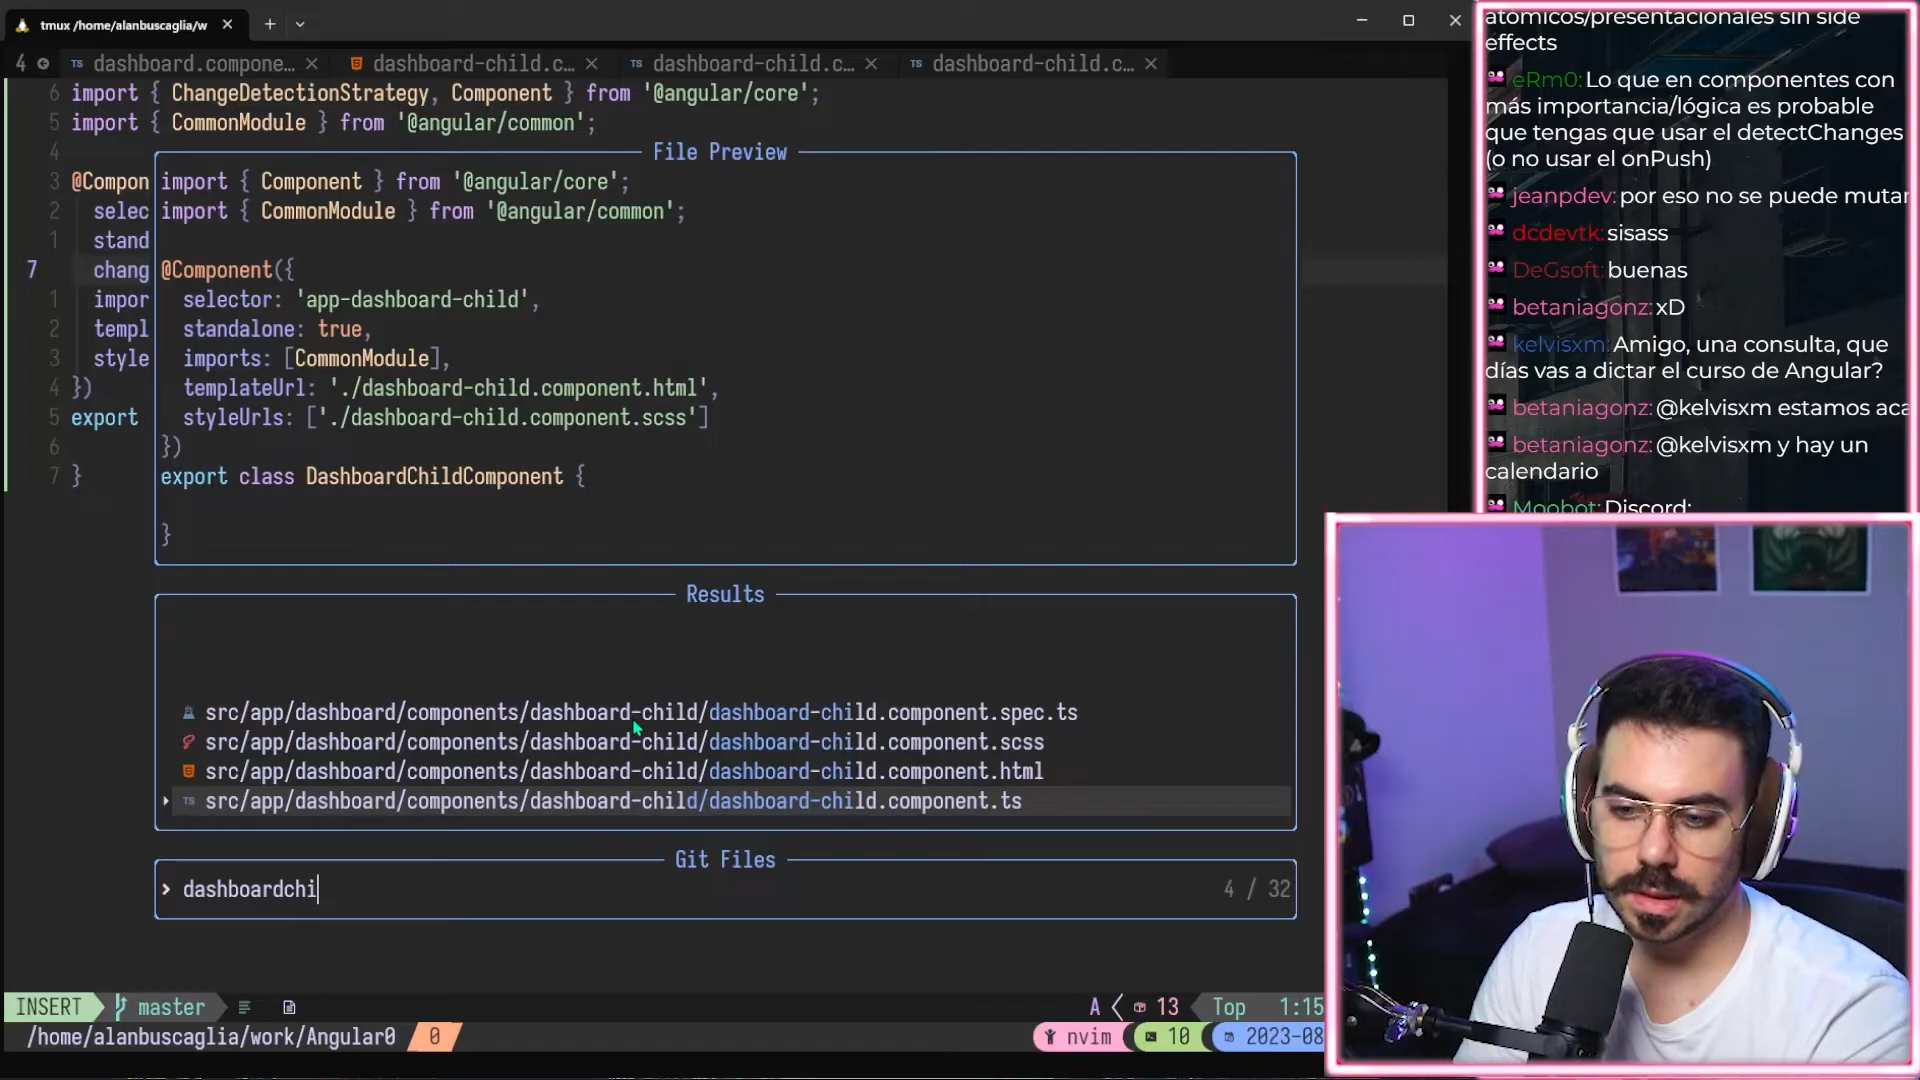 tmux /home/alanbuscaglia/w
4 TS dashboard.compone… dashboard-child.c… TS dashboard-child.c… TS dashboard-child.c…
6 import { ChangeDetectionStrategy, Component } from '@angular/core';
5 import { CommonModule } from '@angular/common';
4
File Preview
3 @Compon import { Component } from '@angular/core';
2 selec import { CommonModule } from '@angular/common';
1 stand
7 chang @Component({
1 impor selector: 'app-dashboard-child',
2 templ standalone: true,
3 style imports: [CommonModule],
4 }) templateUrl: './dashboard-child.component.html',
5 export styleUrls: ['./dashboard-child.component.scss']
6 })
7 } export class DashboardChildComponent {
}
Results
src/app/dashboard/components/dashboard-child/dashboard-child.component.spec.ts
src/app/dashboard/components/dashboard-child/dashboard-child.component.scss
src/app/dashboard/components/dashboard-child/dashboard-child.component.html
TS src/app/dashboard/components/dashboard-child/dashboard-child.component.ts
Git Files
> dashboardchi 4 / 32
INSERT master A 13 Top 1:15
/home/alanbuscaglia/work/Angular0 0 nvim 10 2023-08
atómicos/presentacionales sin side
effects
eRm0: Lo que en componentes con
más importancia/lógica es probable
que tengas que usar el detectChanges
(o no usar el onPush)
jeanpdev: por eso no se puede mutar
dcdevtk: sisass
DeGsoft: buenas
betaniagonz: xD
kelvisxm: Amigo, una consulta, que
días vas a dictar el curso de Angular?
betaniagonz: @kelvisxm estamos aca
betaniagonz: @kelvisxm y hay un
calendario
Moobot: Discord: